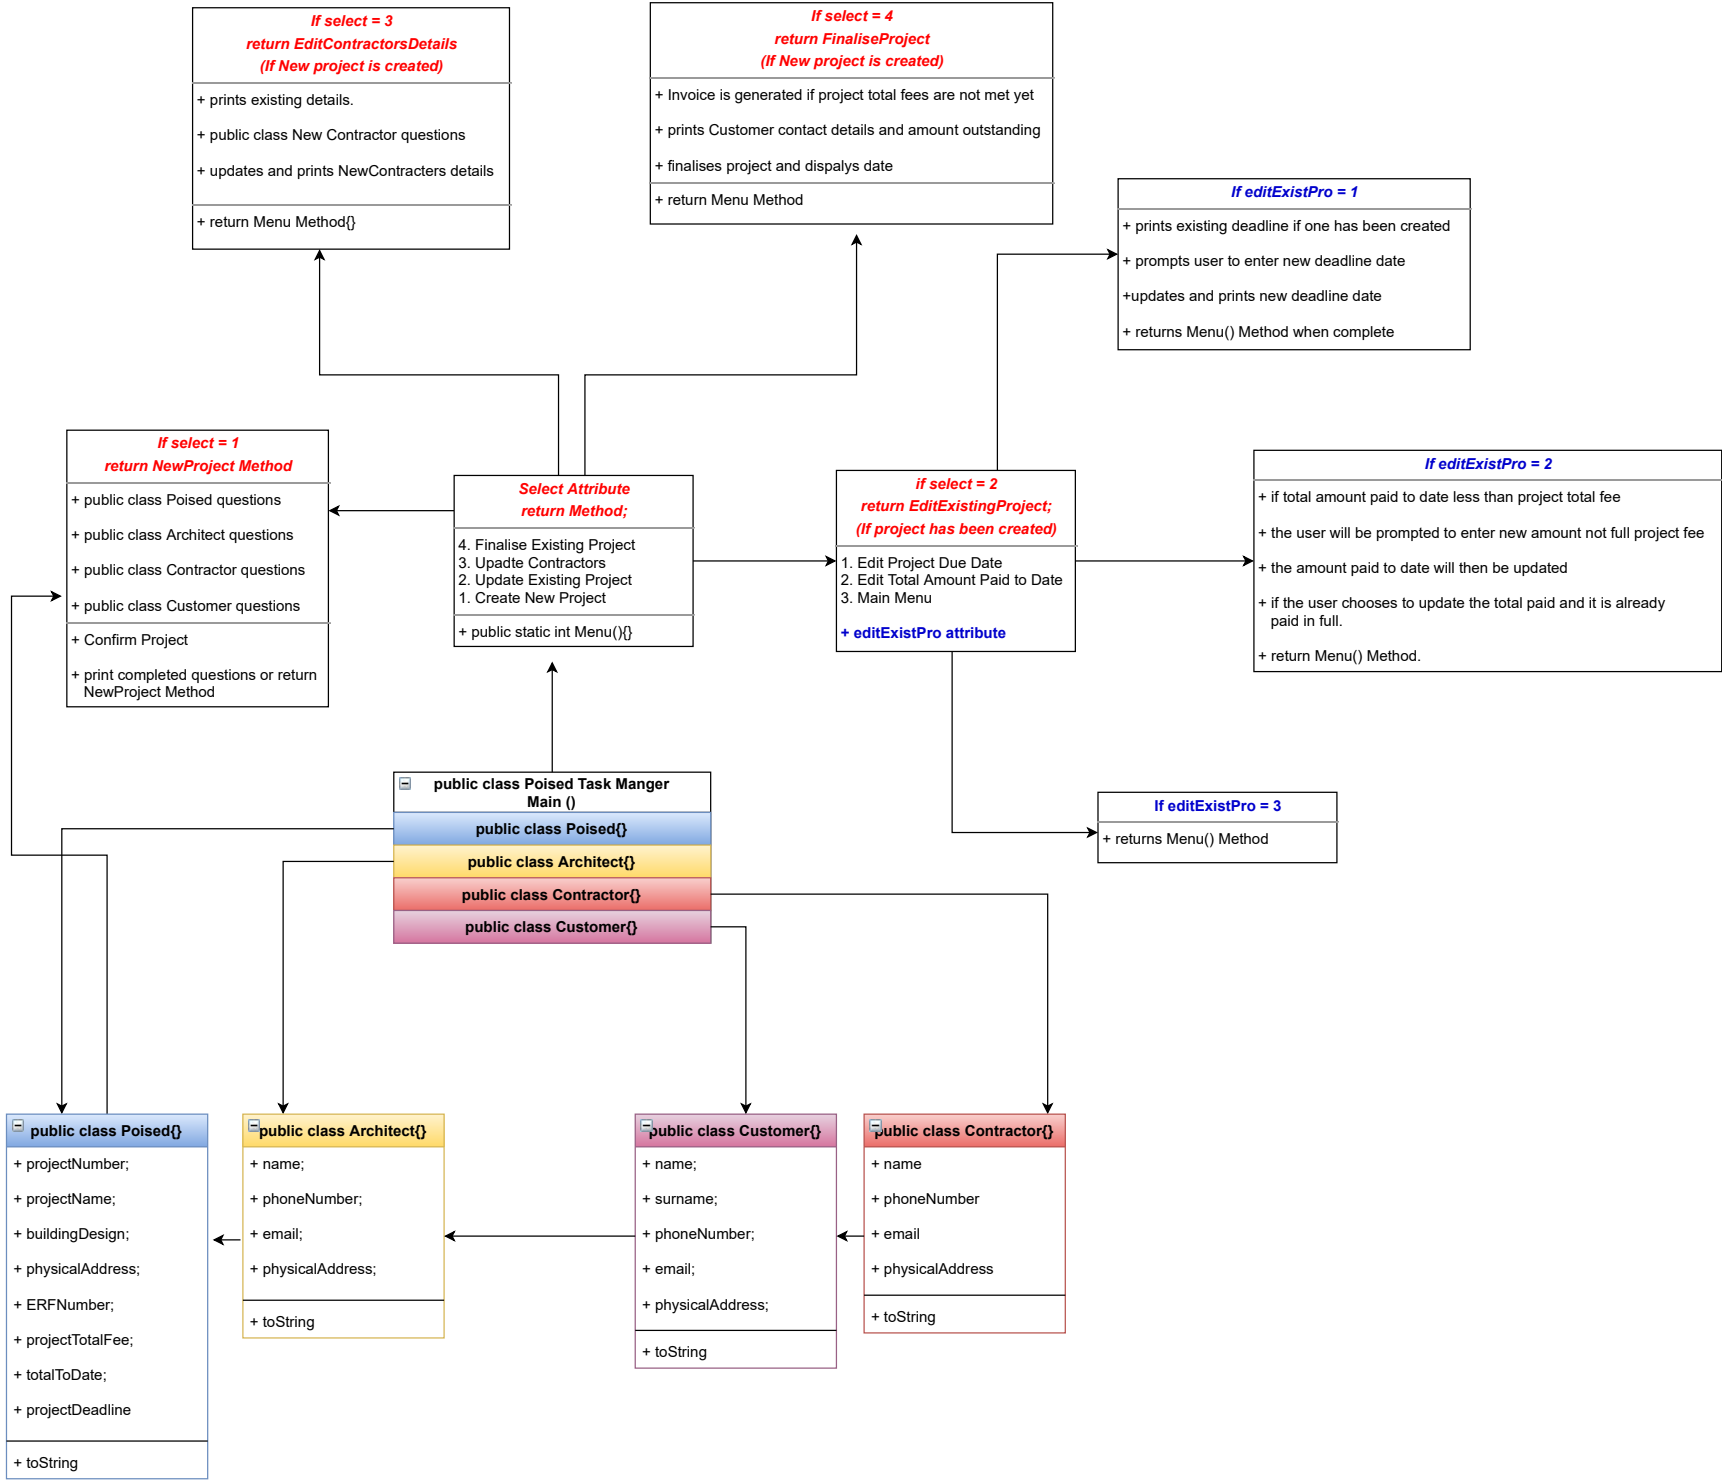 If select = 3
return EditContractorsDetails
(If New project is created)
+ prints existing details.
+ public class New Contractor questions
+ updates and prints NewContracters details
+ return Menu Method{}
If select = 4
return FinaliseProject
(If New project is created)
+ Invoice is generated if project total fees are not met yet
+ prints Customer contact details and amount outstanding
+ finalises project and dispalys date
+ return Menu Method
If editExistPro = 1
+ prints existing deadline if one has been created
+ prompts user to enter new deadline date
+updates and prints new deadline date
+ returns Menu() Method when complete
If select = 1
return NewProject Method
+ public class Poised questions
+ public class Architect questions
+ public class Contractor questions
+ public class Customer questions
+ Confirm Project
+ print completed questions or return
NewProject Method
Select Attribute
return Method;
4. Finalise Existing Project
3. Upadte Contractors
2. Update Existing Project
1. Create New Project
+ public static int Menu(){}
if select = 2
return EditExistingProject;
(If project has been created)
1. Edit Project Due Date
2. Edit Total Amount Paid to Date
3. Main Menu
+ editExistPro attribute
If editExistPro = 2
+ if total amount paid to date less than project total fee
+ the user will be prompted to enter new amount not full project fee
+ the amount paid to date will then be updated
+ if the user chooses to update the total paid and it is already
paid in full.
+ return Menu() Method.
If editExistPro = 3
+ returns Menu() Method
public class Poised Task Manger
Main ()
public class Poised{}
public class Architect{}
public class Contractor{}
public class Customer{}
public class Poised{}
+ projectNumber;
+ projectName;
+ buildingDesign;
+ physicalAddress;
+ ERFNumber;
+ projectTotalFee;
+ totalToDate;
+ projectDeadline
+ toString
public class Architect{}
+ name;
+ phoneNumber;
+ email;
+ physicalAddress;
+ toString
public class Customer{}
+ name;
+ surname;
+ phoneNumber;
+ email;
+ physicalAddress;
+ toString
public class Contractor{}
+ name
+ phoneNumber
+ email
+ physicalAddress
+ toString